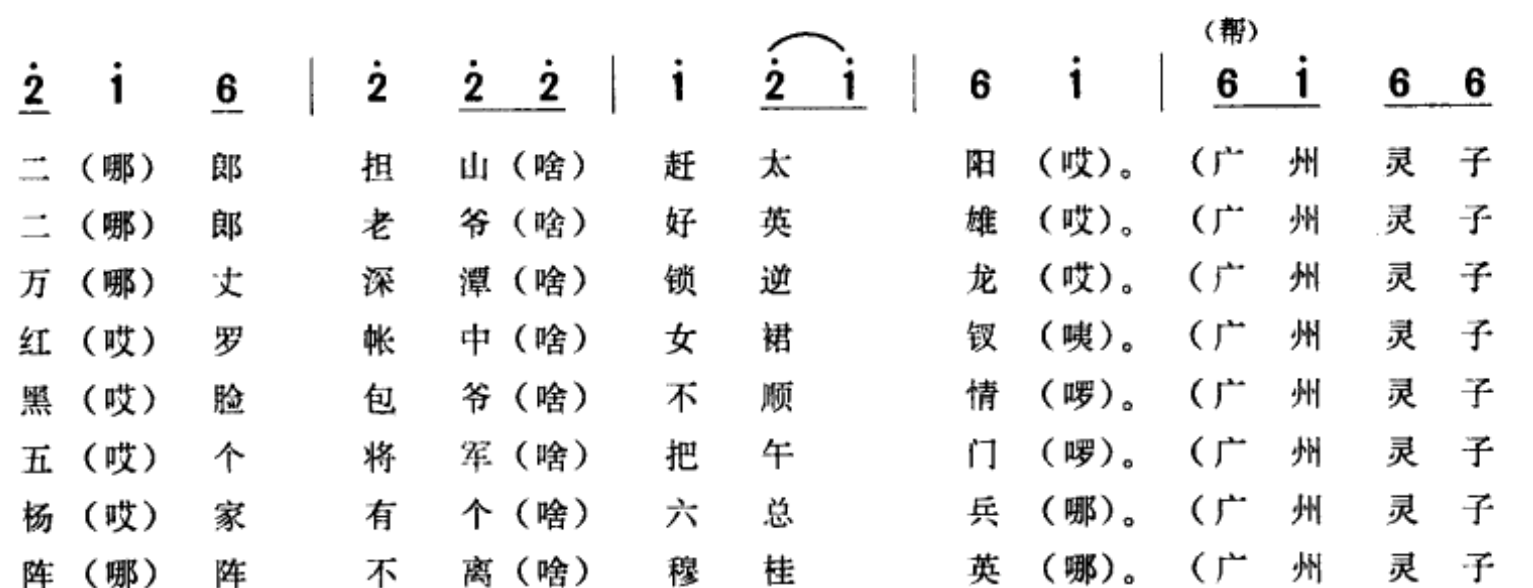 (帮)
2̇ 1̇ 6 | 2̇ 2̇ 2̇ | 1̇ 2̇ 1̇ | 6 1̇ | 6 1̇ 6 6
二(哪)郎 担 山(啥) 赶 太 阳(哎)。(广 州 灵 子
二(哪)郎 老 爷(啥) 好 英 雄(哎)。(广 州 灵 子
万(哪)丈 深 潭(啥) 锁 逆 龙(哎)。(广 州 灵 子
红(哎)罗 帐 中(啥) 女 裙 钗(咦)。(广 州 灵 子
黑(哎)脸 包 爷(啥) 不 顺 情(啰)。(广 州 灵 子
五(哎)个 将 军(啥) 把 午 门(啰)。(广 州 灵 子
杨(哎)家 有 个(啥) 六 总 兵(哪)。(广 州 灵 子
阵(哪)阵 不 离(啥) 穆 桂 英(哪)。(广 州 灵 子